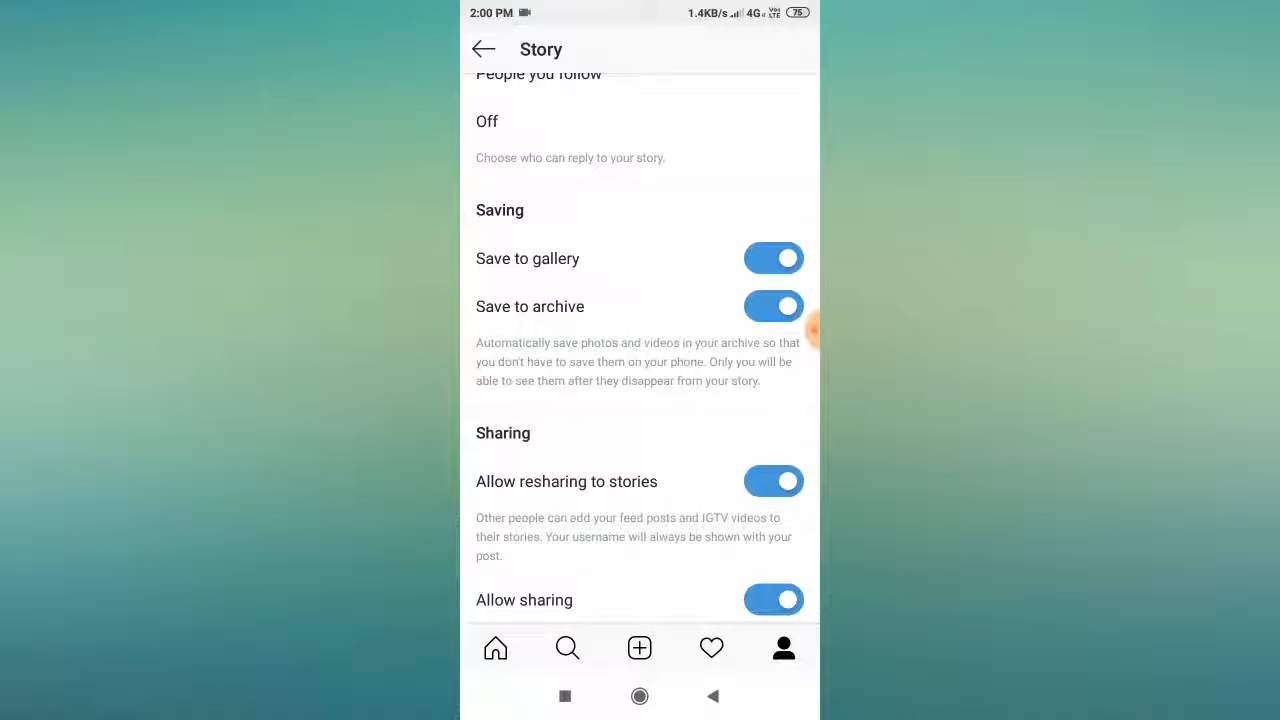 2:00 PM 1.4KB/s 4G Vo LTE 75
Story
People you follow
Off
Choose who can reply to your story.
Saving
Save to gallery
Save to archive
Automatically save photos and videos in your archive so that
you don't have to save them on your phone. Only you will be
able to see them after they disappear from your story.
Sharing
Allow resharing to stories
Other people can add your feed posts and IGTV videos to
their stories. Your username will always be shown with your
post.
Allow sharing